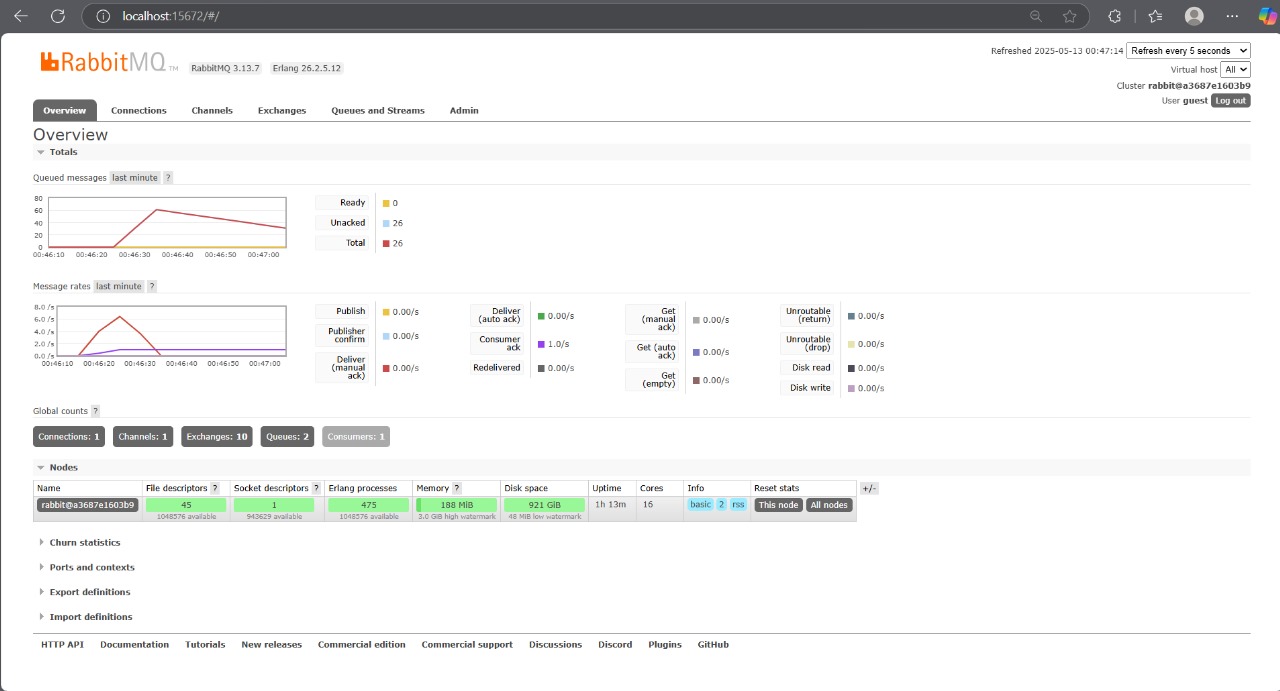 localhost:15672/#/
RabbitMQ TM RabbitMQ 3.13.7 Erlang 26.2.5.12
Refreshed 2025-05-13 00:47:14 Refresh every 5 seconds
Virtual host All
Cluster rabbit@a3687e1603b9
User guest Log out
Overview Connections Channels Exchanges Queues and Streams Admin
Overview
Totals
Queued messages last minute ?
80
60
40
20
0
00:46:10 00:46:20 00:46:30 00:46:40 00:46:50 00:47:00
Ready 0
Unacked 26
Total 26
Message rates last minute ?
8.0 /s
6.0 /s
4.0 /s
2.0 /s
0.0 /s
00:46:10 00:46:20 00:46:30 00:46:40 00:46:50 00:47:00
Publish 0.00/s
Publisher
confirm 0.00/s
Deliver
(manual
ack) 0.00/s
Deliver
(auto ack) 0.00/s
Consumer
ack 1.0/s
Redelivered 0.00/s
Get
(manual
ack) 0.00/s
Get (auto
ack) 0.00/s
Get
(empty) 0.00/s
Unroutable
(return) 0.00/s
Unroutable
(drop) 0.00/s
Disk read 0.00/s
Disk write 0.00/s
Global counts ?
Connections: 1 Channels: 1 Exchanges: 10 Queues: 2 Consumers: 1
Nodes
Name File descriptors ? Socket descriptors ? Erlang processes Memory ? Disk space Uptime Cores Info Reset stats +/-
rabbit@a3687e1603b9 45 1 475 188 MiB 921 GiB 1h 13m 16 basic 2 rss This node All nodes
1048576 available 943629 available 1048576 available 3.0 GiB high watermark 48 MiB low watermark
Churn statistics
Ports and contexts
Export definitions
Import definitions
HTTP API Documentation Tutorials New releases Commercial edition Commercial support Discussions Discord Plugins GitHub